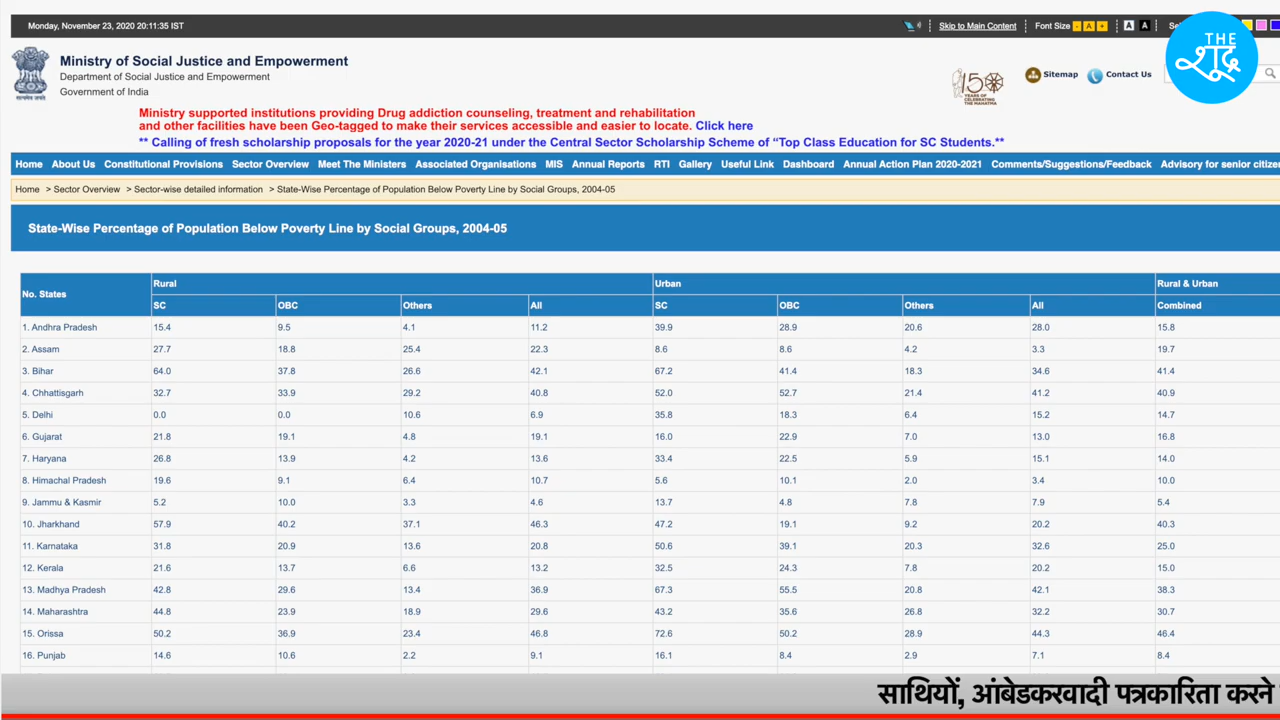 Monday, November 23, 2020 20:11:35 IST
Skip to Main Content
Font Size - A +
A A
THE
शूद्र
Ministry of Social Justice and Empowerment
Department of Social Justice and Empowerment
Government of India
150
YEARS OF
CELEBRATING
THE MAHATMA
Sitemap
Contact Us
Ministry supported institutions providing Drug addiction counseling, treatment and rehabilitation
and other facilities have been Geo-tagged to make their services accessible and easier to locate. Click here
** Calling of fresh scholarship proposals for the year 2020-21 under the Central Sector Scholarship Scheme of “Top Class Education for SC Students.**
Home About Us Constitutional Provisions Sector Overview Meet The Ministers Associated Organisations MIS Annual Reports RTI Gallery Useful Link Dashboard Annual Action Plan 2020-2021 Comments/Suggestions/Feedback Advisory for senior citize
Home > Sector Overview > Sector-wise detailed information > State-Wise Percentage of Population Below Poverty Line by Social Groups, 2004-05
State-Wise Percentage of Population Below Poverty Line by Social Groups, 2004-05
No. States Rural Urban Rural & Urban
SC OBC Others All SC OBC Others All Combined
1. Andhra Pradesh 15.4 9.5 4.1 11.2 39.9 28.9 20.6 28.0 15.8
2. Assam 27.7 18.8 25.4 22.3 8.6 8.6 4.2 3.3 19.7
3. Bihar 64.0 37.8 26.6 42.1 67.2 41.4 18.3 34.6 41.4
4. Chhattisgarh 32.7 33.9 29.2 40.8 52.0 52.7 21.4 41.2 40.9
5. Delhi 0.0 0.0 10.6 6.9 35.8 18.3 6.4 15.2 14.7
6. Gujarat 21.8 19.1 4.8 19.1 16.0 22.9 7.0 13.0 16.8
7. Haryana 26.8 13.9 4.2 13.6 33.4 22.5 5.9 15.1 14.0
8. Himachal Pradesh 19.6 9.1 6.4 10.7 5.6 10.1 2.0 3.4 10.0
9. Jammu & Kasmir 5.2 10.0 3.3 4.6 13.7 4.8 7.8 7.9 5.4
10. Jharkhand 57.9 40.2 37.1 46.3 47.2 19.1 9.2 20.2 40.3
11. Karnataka 31.8 20.9 13.6 20.8 50.6 39.1 20.3 32.6 25.0
12. Kerala 21.6 13.7 6.6 13.2 32.5 24.3 7.8 20.2 15.0
13. Madhya Pradesh 42.8 29.6 13.4 36.9 67.3 55.5 20.8 42.1 38.3
14. Maharashtra 44.8 23.9 18.9 29.6 43.2 35.6 26.8 32.2 30.7
15. Orissa 50.2 36.9 23.4 46.8 72.6 50.2 28.9 44.3 46.4
16. Punjab 14.6 10.6 2.2 9.1 16.1 8.4 2.9 7.1 8.4
साथियों, आंबेडकरवादी पत्रकारिता करने